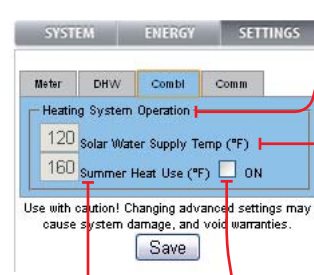 SYSTEM ENERGY SETTINGS
Meter DHW Combi Comm
Heating System Operation
120 Solar Water Supply Temp (°F)
160 Summer Heat Use (°F) ON
Use with caution! Changing advanced settings may
cause system damage, and void warranties.
Save